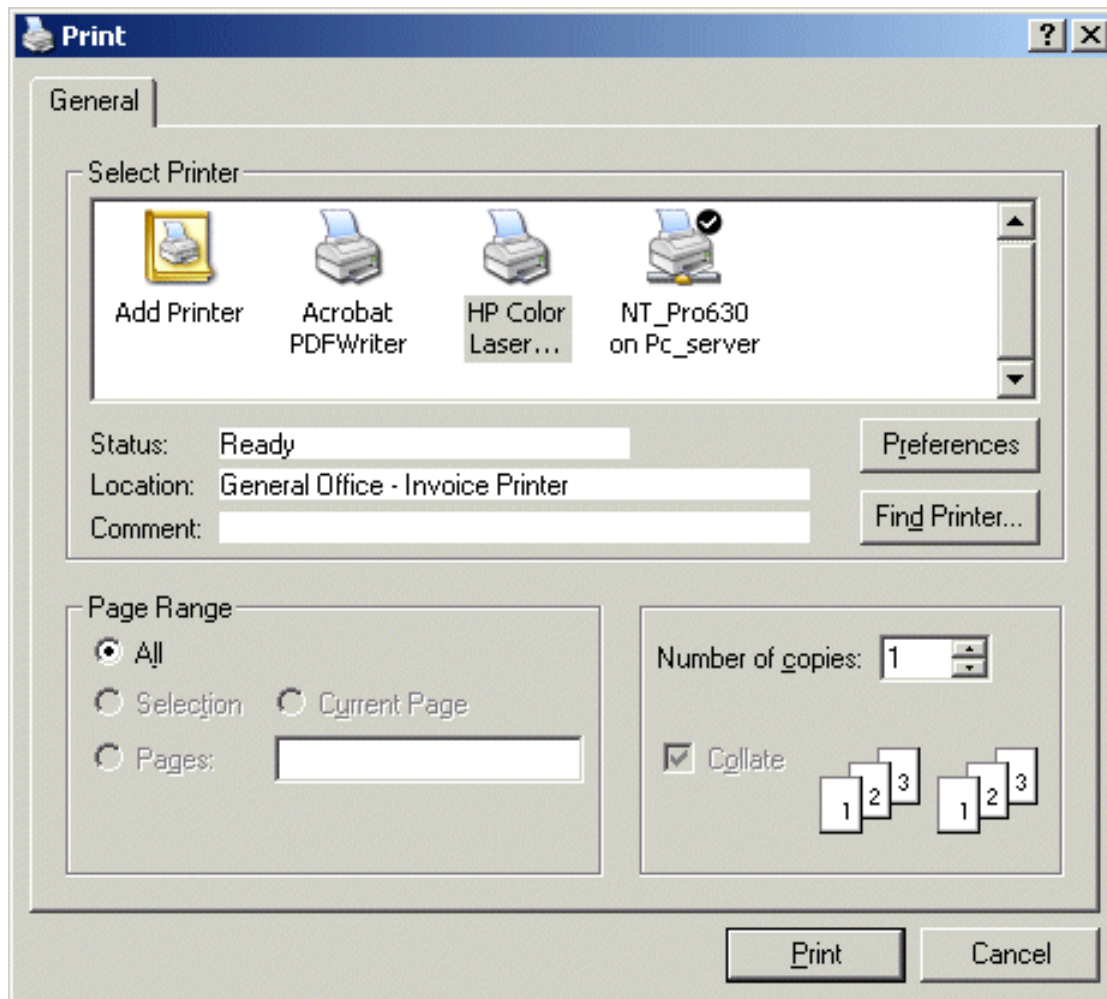 Print
General
Select Printer
Add Printer
Acrobat
PDFWriter
HP Color
Laser...
NT_Pro630
on Pc_server
Status: Ready
Preferences
Location: General Office - Invoice Printer
Find Printer...
Comment:
Page Range
All
Selection Current Page
Pages:
Number of copies: 1
Collate
1 2 3 1 2 3
Print Cancel